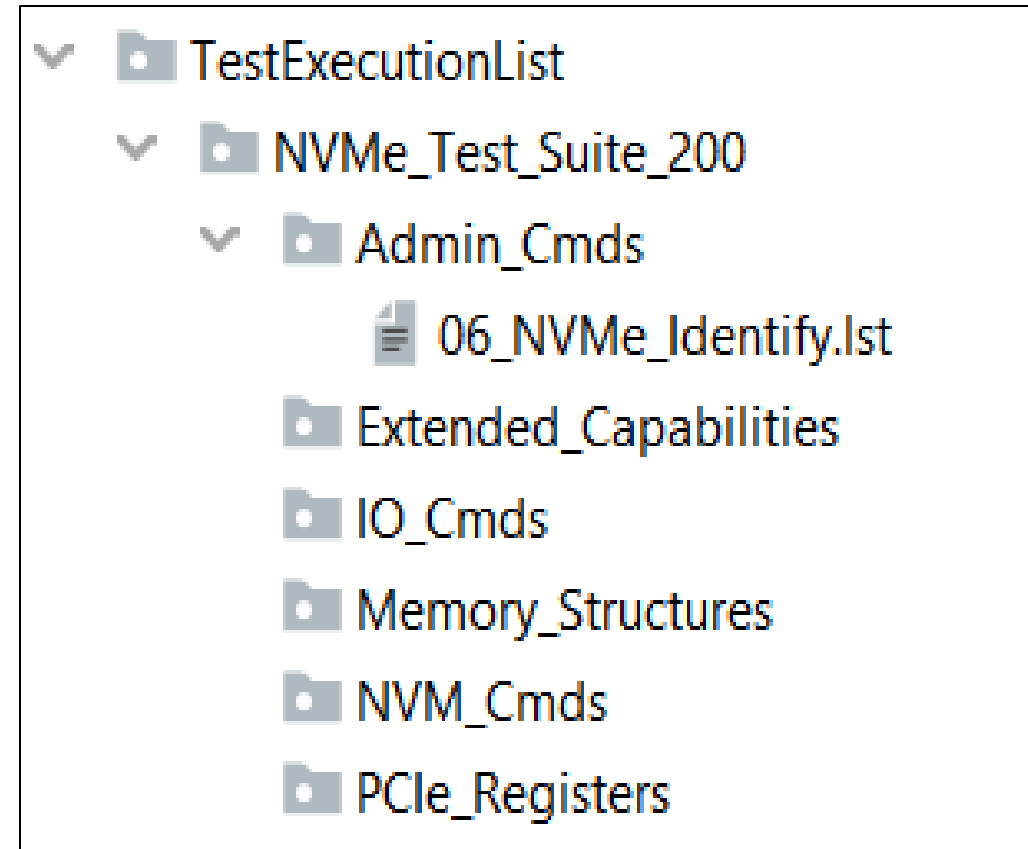 TestExecutionList
NVMe_Test_Suite_200
Admin_Cmds
06_NVMe_Identify.lst
Extended_Capabilities
IO_Cmds
Memory_Structures
NVM_Cmds
PCIe_Registers